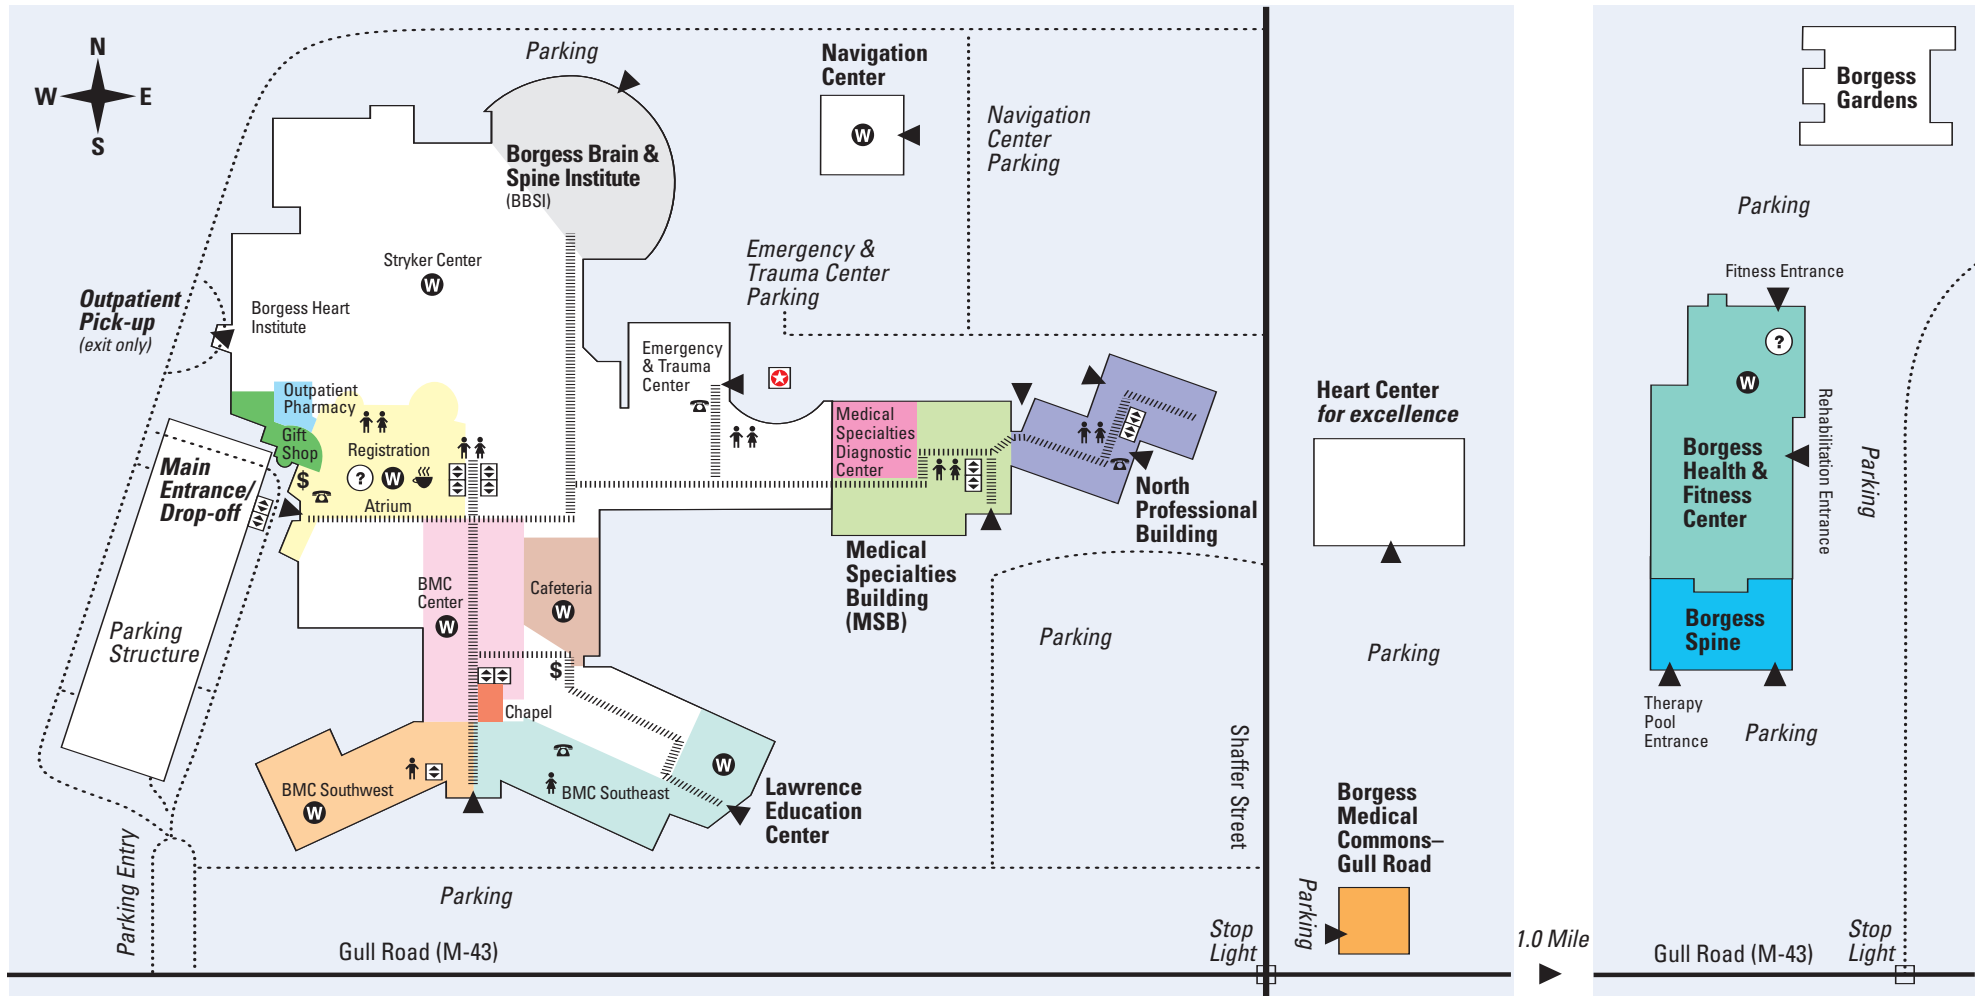 N
W
E
S
Parking
Navigation
Center
W
Navigation
Center
Parking
Borgess Brain &
Spine Institute
(BBSI)
Stryker Center
W
Emergency &
Trauma Center
Parking
Outpatient
Pick-up
(exit only)
Borgess Heart
Institute
Emergency
& Trauma
Center
Outpatient
Pharmacy
Gift
Shop
Registration
?
W
$
Atrium
Main
Entrance/
Drop-off
Medical
Specialties
Diagnostic
Center
North
Professional
Building
Medical
Specialties
Building
(MSB)
BMC
Center
W
Cafeteria
W
$
Parking
Structure
Chapel
Parking
BMC Southwest
W
BMC Southeast
W
Lawrence
Education
Center
Parking Entry
Parking
Gull Road (M-43)
Shaffer Street
Stop
Light
Heart Center
for excellence
Parking
Borgess
Medical
Commons–
Gull Road
Parking
1.0 Mile
Borgess
Gardens
Parking
Fitness Entrance
?
W
Rehabilitation Entrance
Parking
Borgess
Health &
Fitness
Center
Borgess
Spine
Therapy
Pool
Entrance
Parking
Gull Road (M-43)
Stop
Light